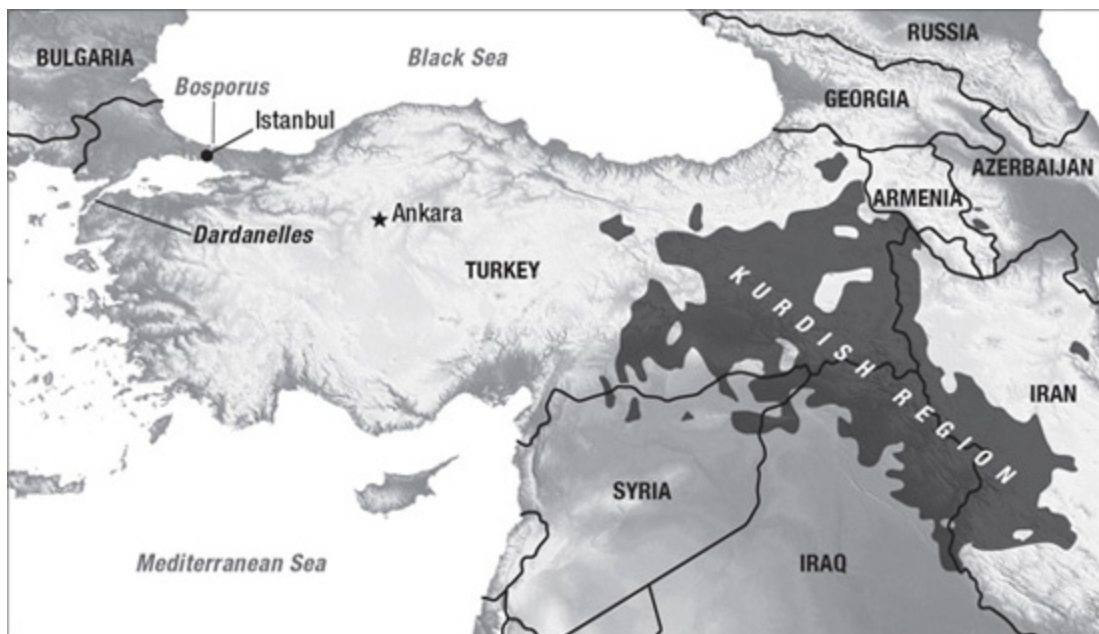 RUSSIA
BULGARIA
Black Sea
Bosporus
GEORGIA
Istanbul
AZERBAIJAN
ARMENIA
Ankara
Dardanelles
TURKEY
KURDISH REGION
IRAN
SYRIA
IRAQ
Mediterranean Sea